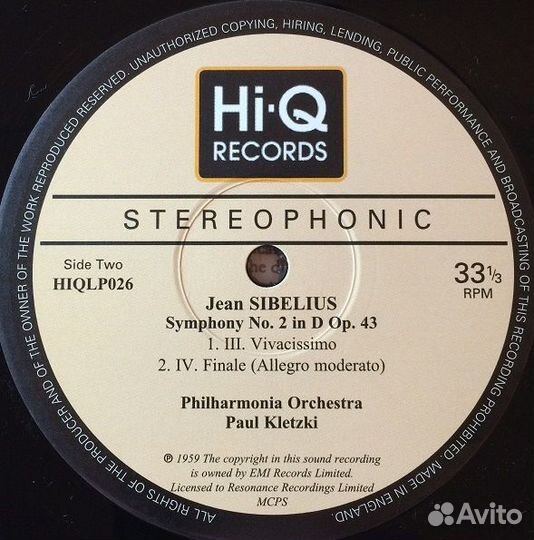 ALL RIGHTS OF THE PRODUCER AND OF THE OWNER OF THE WORK REPRODUCED RESERVED. UNAUTHORIZED COPYING, HIRING, LENDING, PUBLIC PERFORMANCE AND BROADCASTING OF THIS RECORDING PROHIBITED. MADE IN ENGLAND.
Hi·Q
RECORDS
STEREOPHONIC
Side Two
HIQLP026
33 1/3
RPM
Jean SIBELIUS
Symphony No. 2 in D Op. 43
1. III. Vivacissimo
2. IV. Finale (Allegro moderato)
Philharmonia Orchestra
Paul Kletzki
℗ 1959 The copyright in this sound recording
is owned by EMI Records Limited.
Licensed to Resonance Recordings Limited
MCPS
Avito